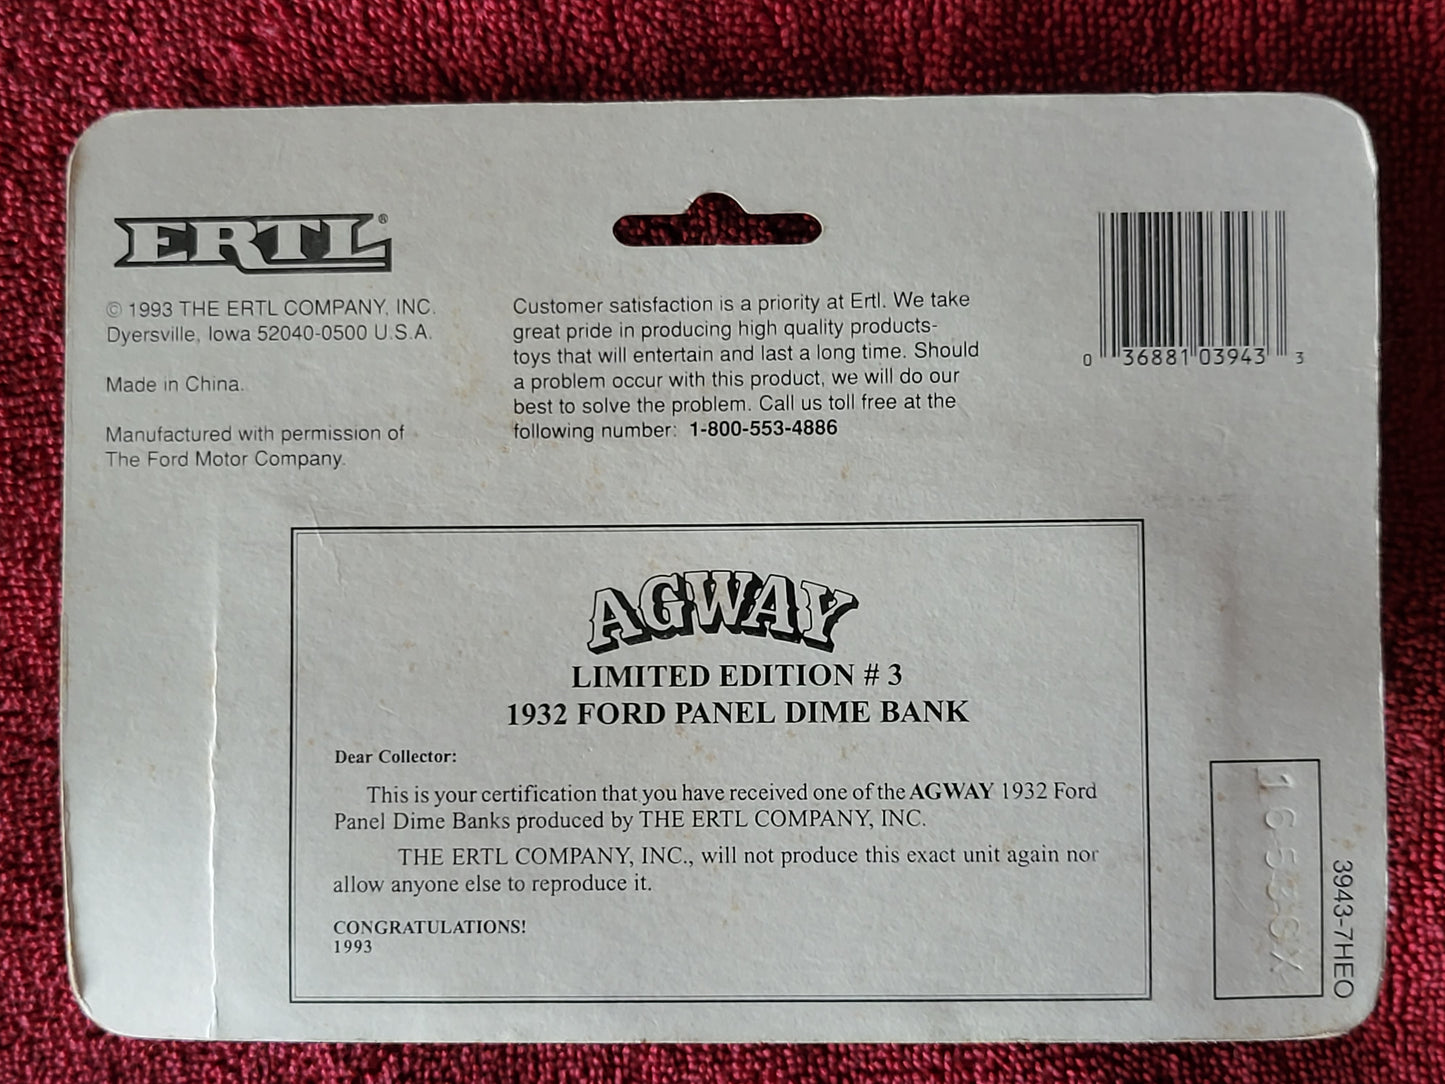 ERTL®
© 1993 THE ERTL COMPANY, INC.
Dyersville, Iowa 52040-0500 U.S.A.
Made in China.
Manufactured with permission of
The Ford Motor Company.
Customer satisfaction is a priority at Ertl. We take
great pride in producing high quality products-
toys that will entertain and last a long time. Should
a problem occur with this product, we will do our
best to solve the problem. Call us toll free at the
following number: 1-800-553-4886
0 36881 03943 3
AGWAY
LIMITED EDITION # 3
1932 FORD PANEL DIME BANK
Dear Collector:
This is your certification that you have received one of the AGWAY 1932 Ford
Panel Dime Banks produced by THE ERTL COMPANY, INC.
THE ERTL COMPANY, INC., will not produce this exact unit again nor
allow anyone else to reproduce it.
CONGRATULATIONS!
1993
3943-7HEO